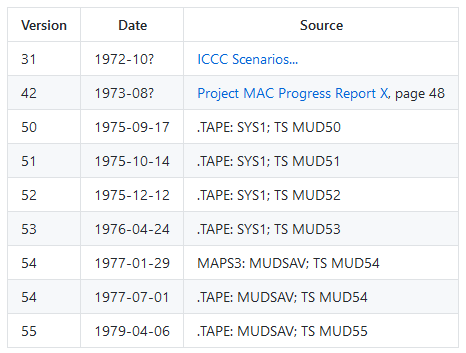 Version Date Source
31 1972-10? ICCC Scenarios...
42 1973-08? Project MAC Progress Report X, page 48
50 1975-09-17 .TAPE: SYS1; TS MUD50
51 1975-10-14 .TAPE: SYS1; TS MUD51
52 1975-12-12 .TAPE: SYS1; TS MUD52
53 1976-04-24 .TAPE: SYS1; TS MUD53
54 1977-01-29 MAPS3: MUDSAV; TS MUD54
54 1977-07-01 .TAPE: MUDSAV; TS MUD54
55 1979-04-06 .TAPE: MUDSAV; TS MUD55